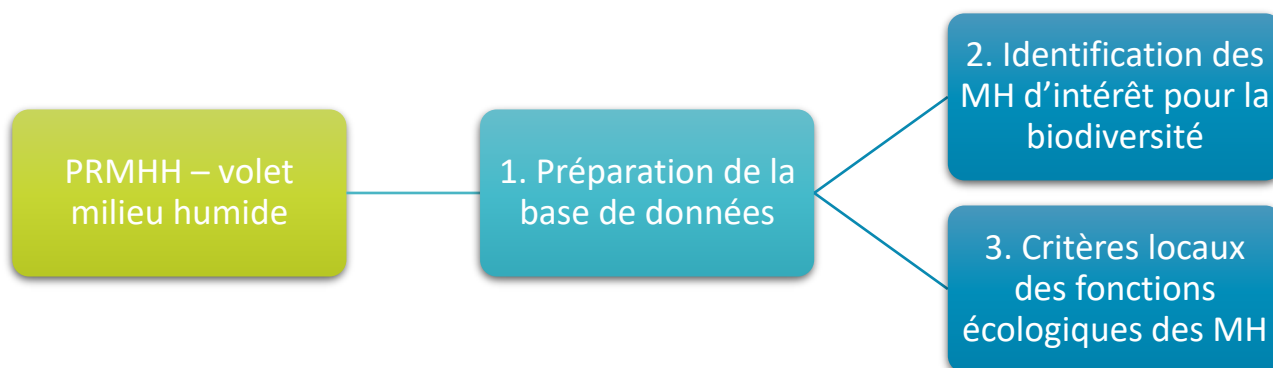 PRMHH – volet
milieu humide
1. Préparation de la
base de données
2. Identification des
MH d’intérêt pour la
biodiversité
3. Critères locaux
des fonctions
écologiques des MH